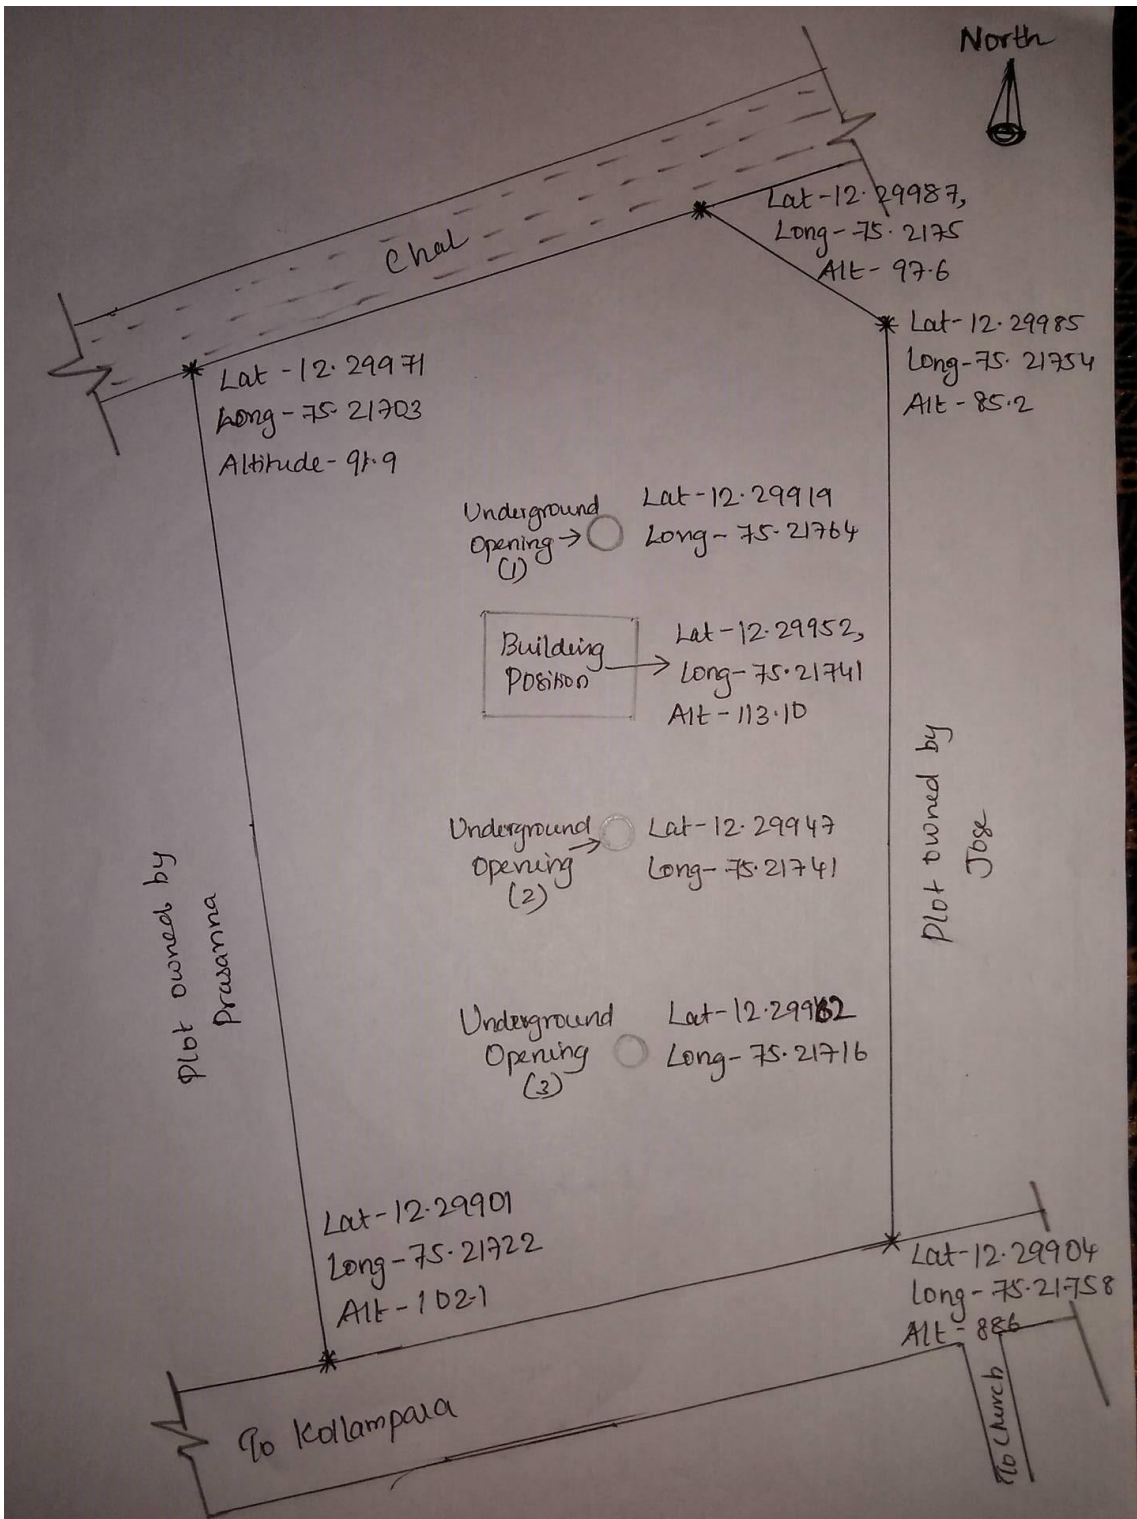 North
Chal
Lat-12.29987,
Long-75.2175
Alt-97.6
Lat-12.29985
Long-75.21754
Alt-85.2
Lat-12.29971
Long-75.21703
Altitude-91.9
Underground
Opening →
(1)
Lat-12.29919
Long-75.21764
Building
Position
Lat-12.29952,
Long-75.21741
Alt-113.10
Underground
Opening →
(2)
Lat-12.29947
Long-75.21741
Underground
Opening
(3)
Long-75.21716
Plot owned by
Prasanna
Plot owned by
Jose
Lat-12.29901
Long-75.21722
Alt-102.1
Lat-12.29904
Long-75.21758
Alt-88.6
To Kollampara
To Church